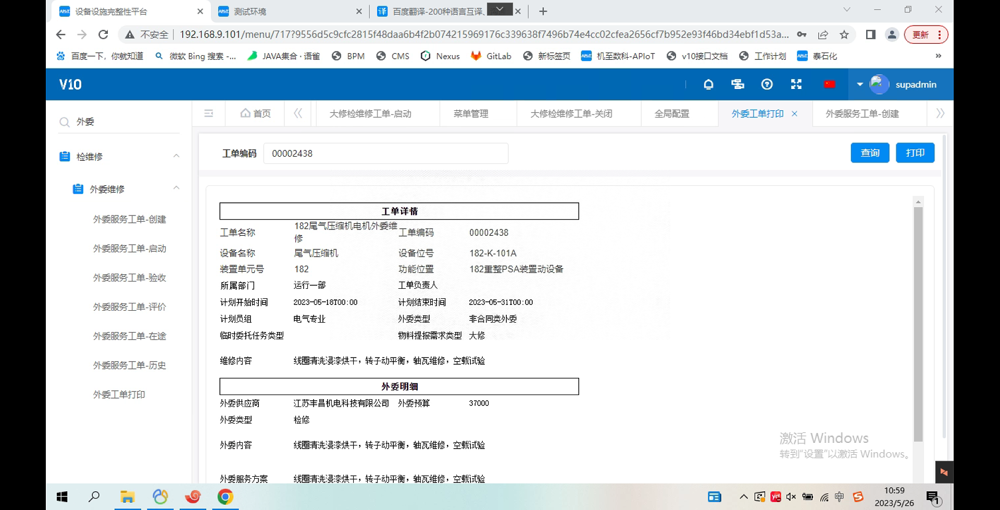 设备设施完整性平台
测试环境
百度翻译-200种语言互译、
不安全 192.168.9.101/menu/717?9556d5c9cfc2815f48daa6b4f2b074215969176c339638f7496b74e4cc02cfea2656cf7b952e93f46bd34ebf1d53a...
更新
百度一下，你就知道 微软 Bing 搜索 -... JAVA集合 · 语雀 BPM CMS Nexus GitLab 新标签页 机至数科-APIoT v10接口文档 工作计划 泰石化
V10 supadmin
外委
首页 大修检维修工单-启动 菜单管理 大修检维修工单-关闭 全局配置 外委工单打印 外委服务工单-创建
检维修
外委维修
外委服务工单-创建
外委服务工单-启动
外委服务工单-验收
外委服务工单-评价
外委服务工单-在途
外委服务工单-历史
外委工单打印
工单编码 00002438 查询 打印
工单详情
工单名称 182尾气压缩机电机外委维修 工单编码 00002438
设备名称 尾气压缩机 设备位号 182-K-101A
装置单元号 182 功能位置 182重整PSA装置动设备
所属部门 运行一部 工单负责人
计划开始时间 2023-05-18T00:00 计划结束时间 2023-05-31T00:00
计划员组 电气专业 外委类型 非合同类外委
临时委托任务类型 物料提报需求类型 大修
维修内容 线圈清洗浸漆烘干，转子动平衡，轴瓦维修，空载试验
外委明细
外委供应商 江苏丰昌机电科技有限公司 外委预算 37000
外委类型 检修
外委内容 线圈清洗浸漆烘干，转子动平衡，轴瓦维修，空载试验
外委服务方案 线圈清洗浸漆烘干，转子动平衡，轴瓦维修，空载试验
激活 Windows
转到“设置”以激活 Windows。
中
10:59
2023/5/26
1